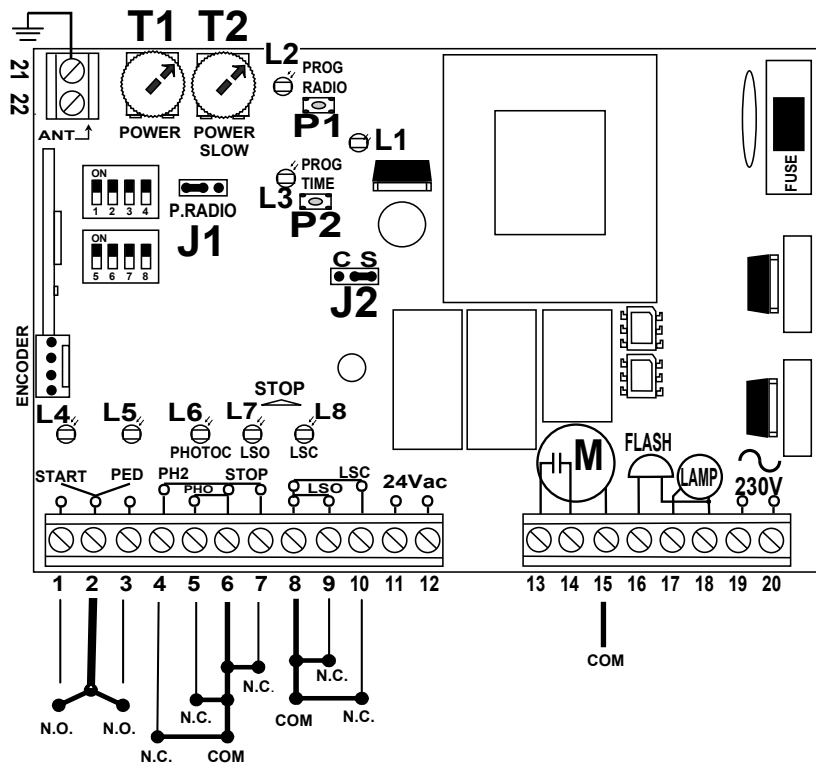 T1 T2
L2
21
22
PROG
RADIO
P1
ANT
POWER
POWER
SLOW
L1
FUSE
ON
1 2 3 4
P.RADIO
J1
L3
PROG
TIME
P2
ON
5 6 7 8
C S
J2
ENCODER
STOP
L4 L5 L6 L7 L8
PHOTOC LSO LSC
M
FLASH
LAMP
230V
START PED PH2 PHO STOP LSO LSC 24Vac
1 2 3 4 5 6 7 8 9 10 11 12
13 14 15 16 17 18 19 20
COM
N.O. N.O.
N.C. N.C. COM N.C.
COM N.C. N.C.